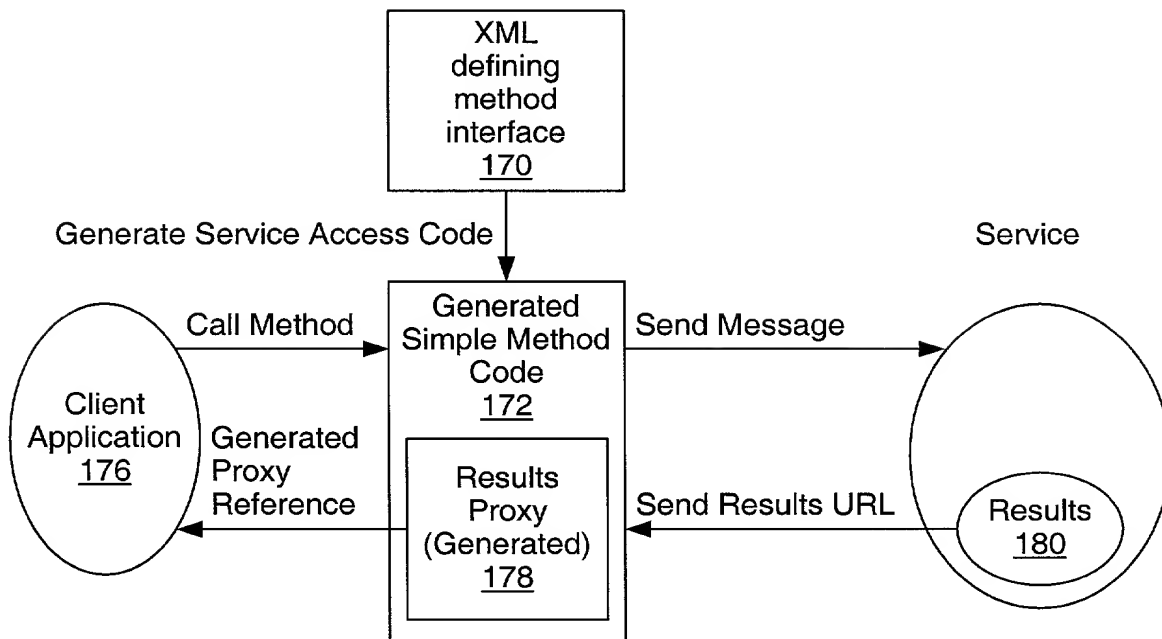 XML
defining
method
interface
170
Generate Service Access Code
Service
Call Method
Generated
Simple Method
Code
172
Send Message
Client
Application
176
Generated
Proxy
Reference
Results
Proxy
(Generated)
178
Send Results URL
Results
180